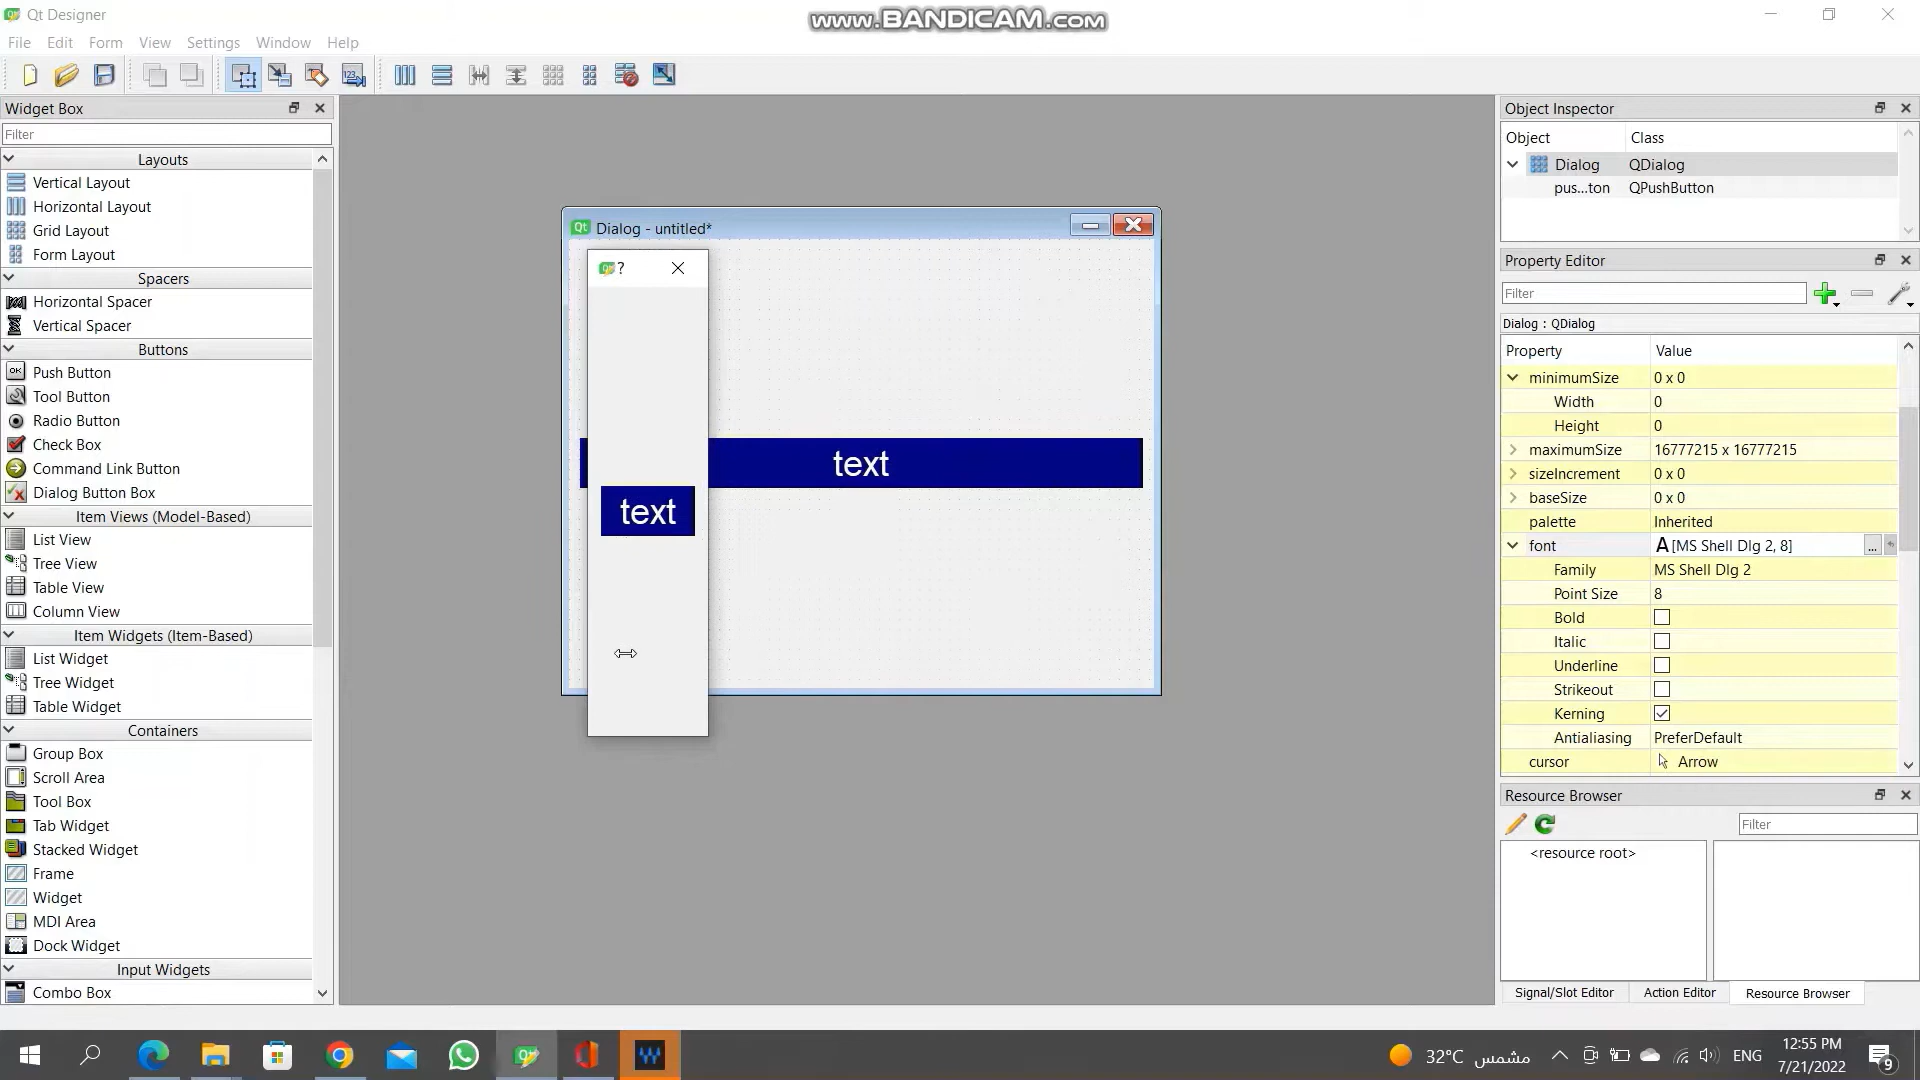 Qt Designer
www.BANDICAM.com
File Edit Form View Settings Window Help
Widget Box
Filter
Layouts
Vertical Layout
Horizontal Layout
Grid Layout
Form Layout
Spacers
Horizontal Spacer
Vertical Spacer
Buttons
Push Button
Tool Button
Radio Button
Check Box
Command Link Button
Dialog Button Box
Item Views (Model-Based)
List View
Tree View
Table View
Column View
Item Widgets (Item-Based)
List Widget
Tree Widget
Table Widget
Containers
Group Box
Scroll Area
Tool Box
Tab Widget
Stacked Widget
Frame
Widget
MDI Area
Dock Widget
Input Widgets
Combo Box
Dialog - untitled*
?
text
text
Object Inspector
Object Class
Dialog QDialog
pus...ton QPushButton
Property Editor
Filter
Dialog : QDialog
Property Value
minimumSize 0 x 0
Width 0
Height 0
maximumSize 16777215 x 16777215
sizeIncrement 0 x 0
baseSize 0 x 0
palette Inherited
font A [MS Shell Dlg 2, 8] ...
Family MS Shell Dlg 2
Point Size 8
Bold
Italic
Underline
Strikeout
Kerning
Antialiasing PreferDefault
cursor Arrow
Resource Browser
Filter
<resource root>
Signal/Slot Editor Action Editor Resource Browser
32°C مشمس ENG 12:55 PM
7/21/2022
9